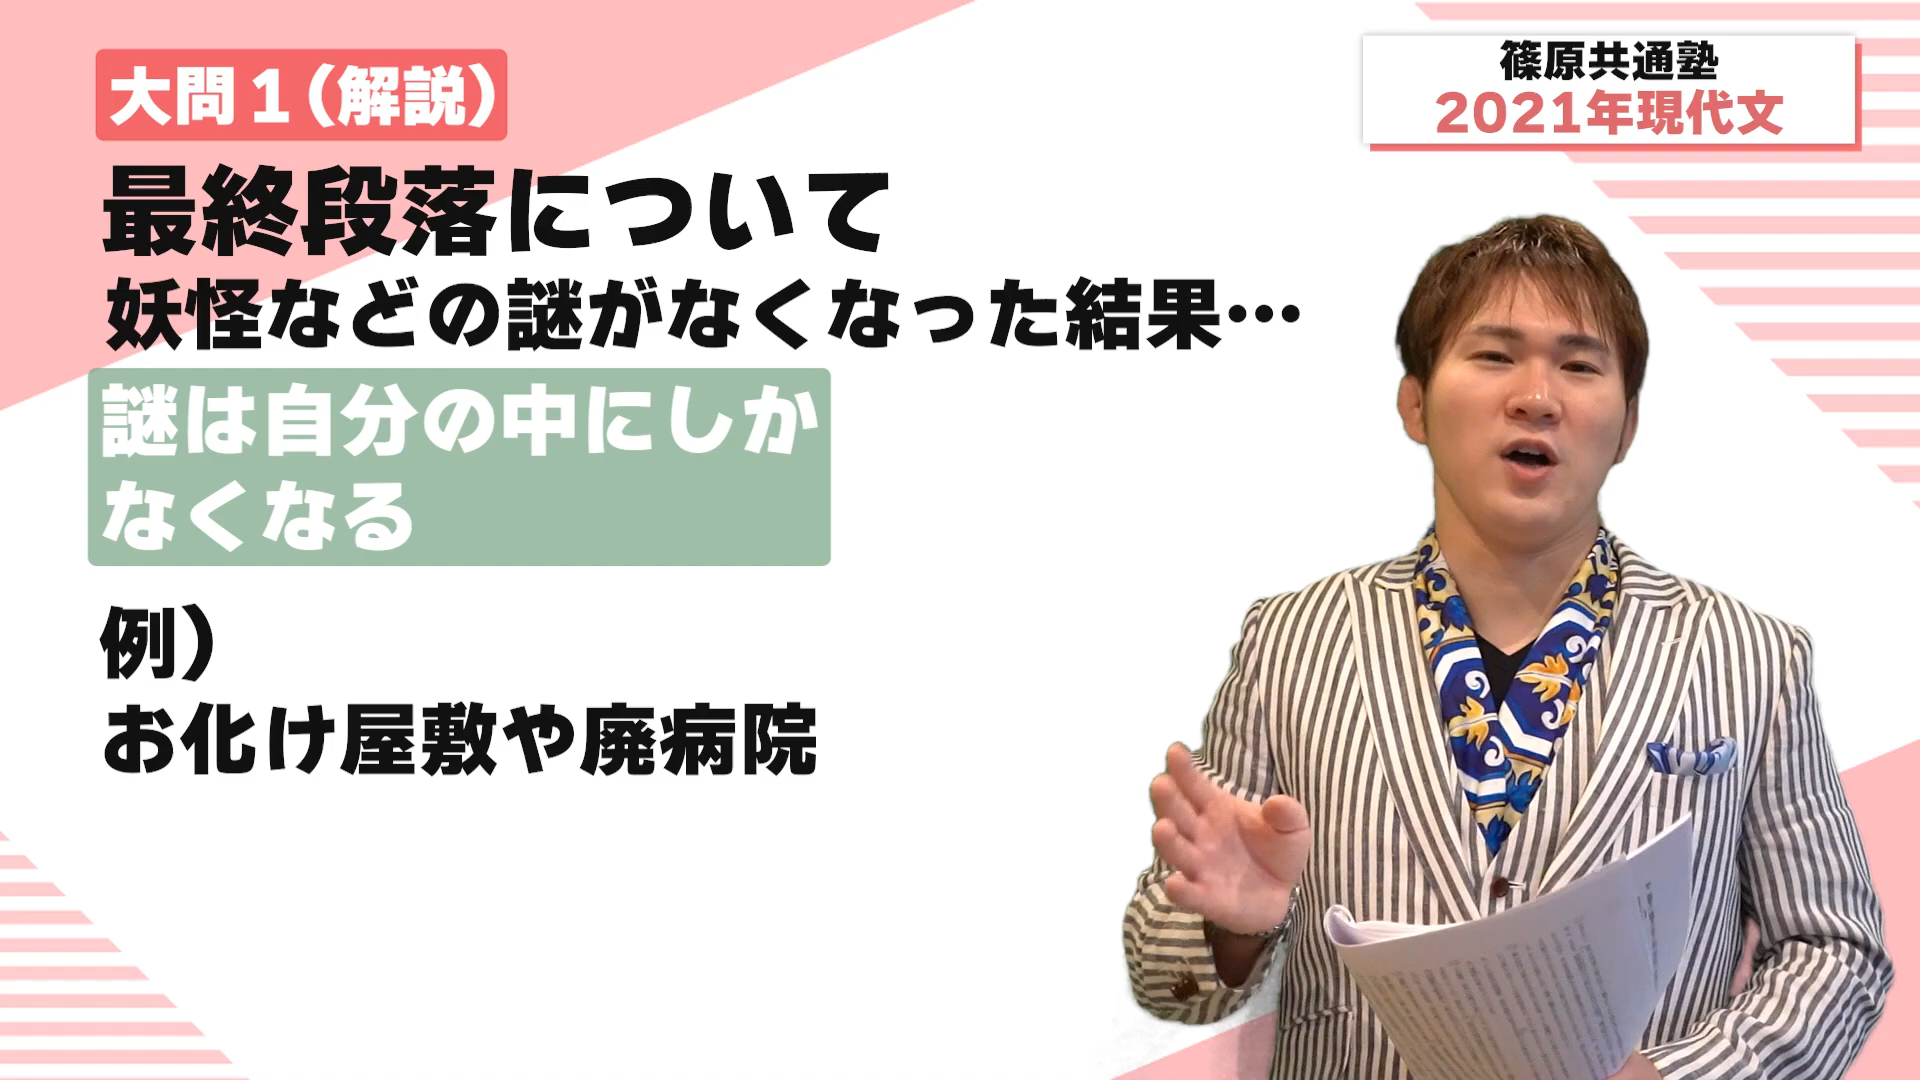 大問1(解説)
篠原共通塾
2021年現代文
最終段落について
妖怪などの謎がなくなった結果…
謎は自分の中にしか
なくなる
例)
お化け屋敷や廃病院